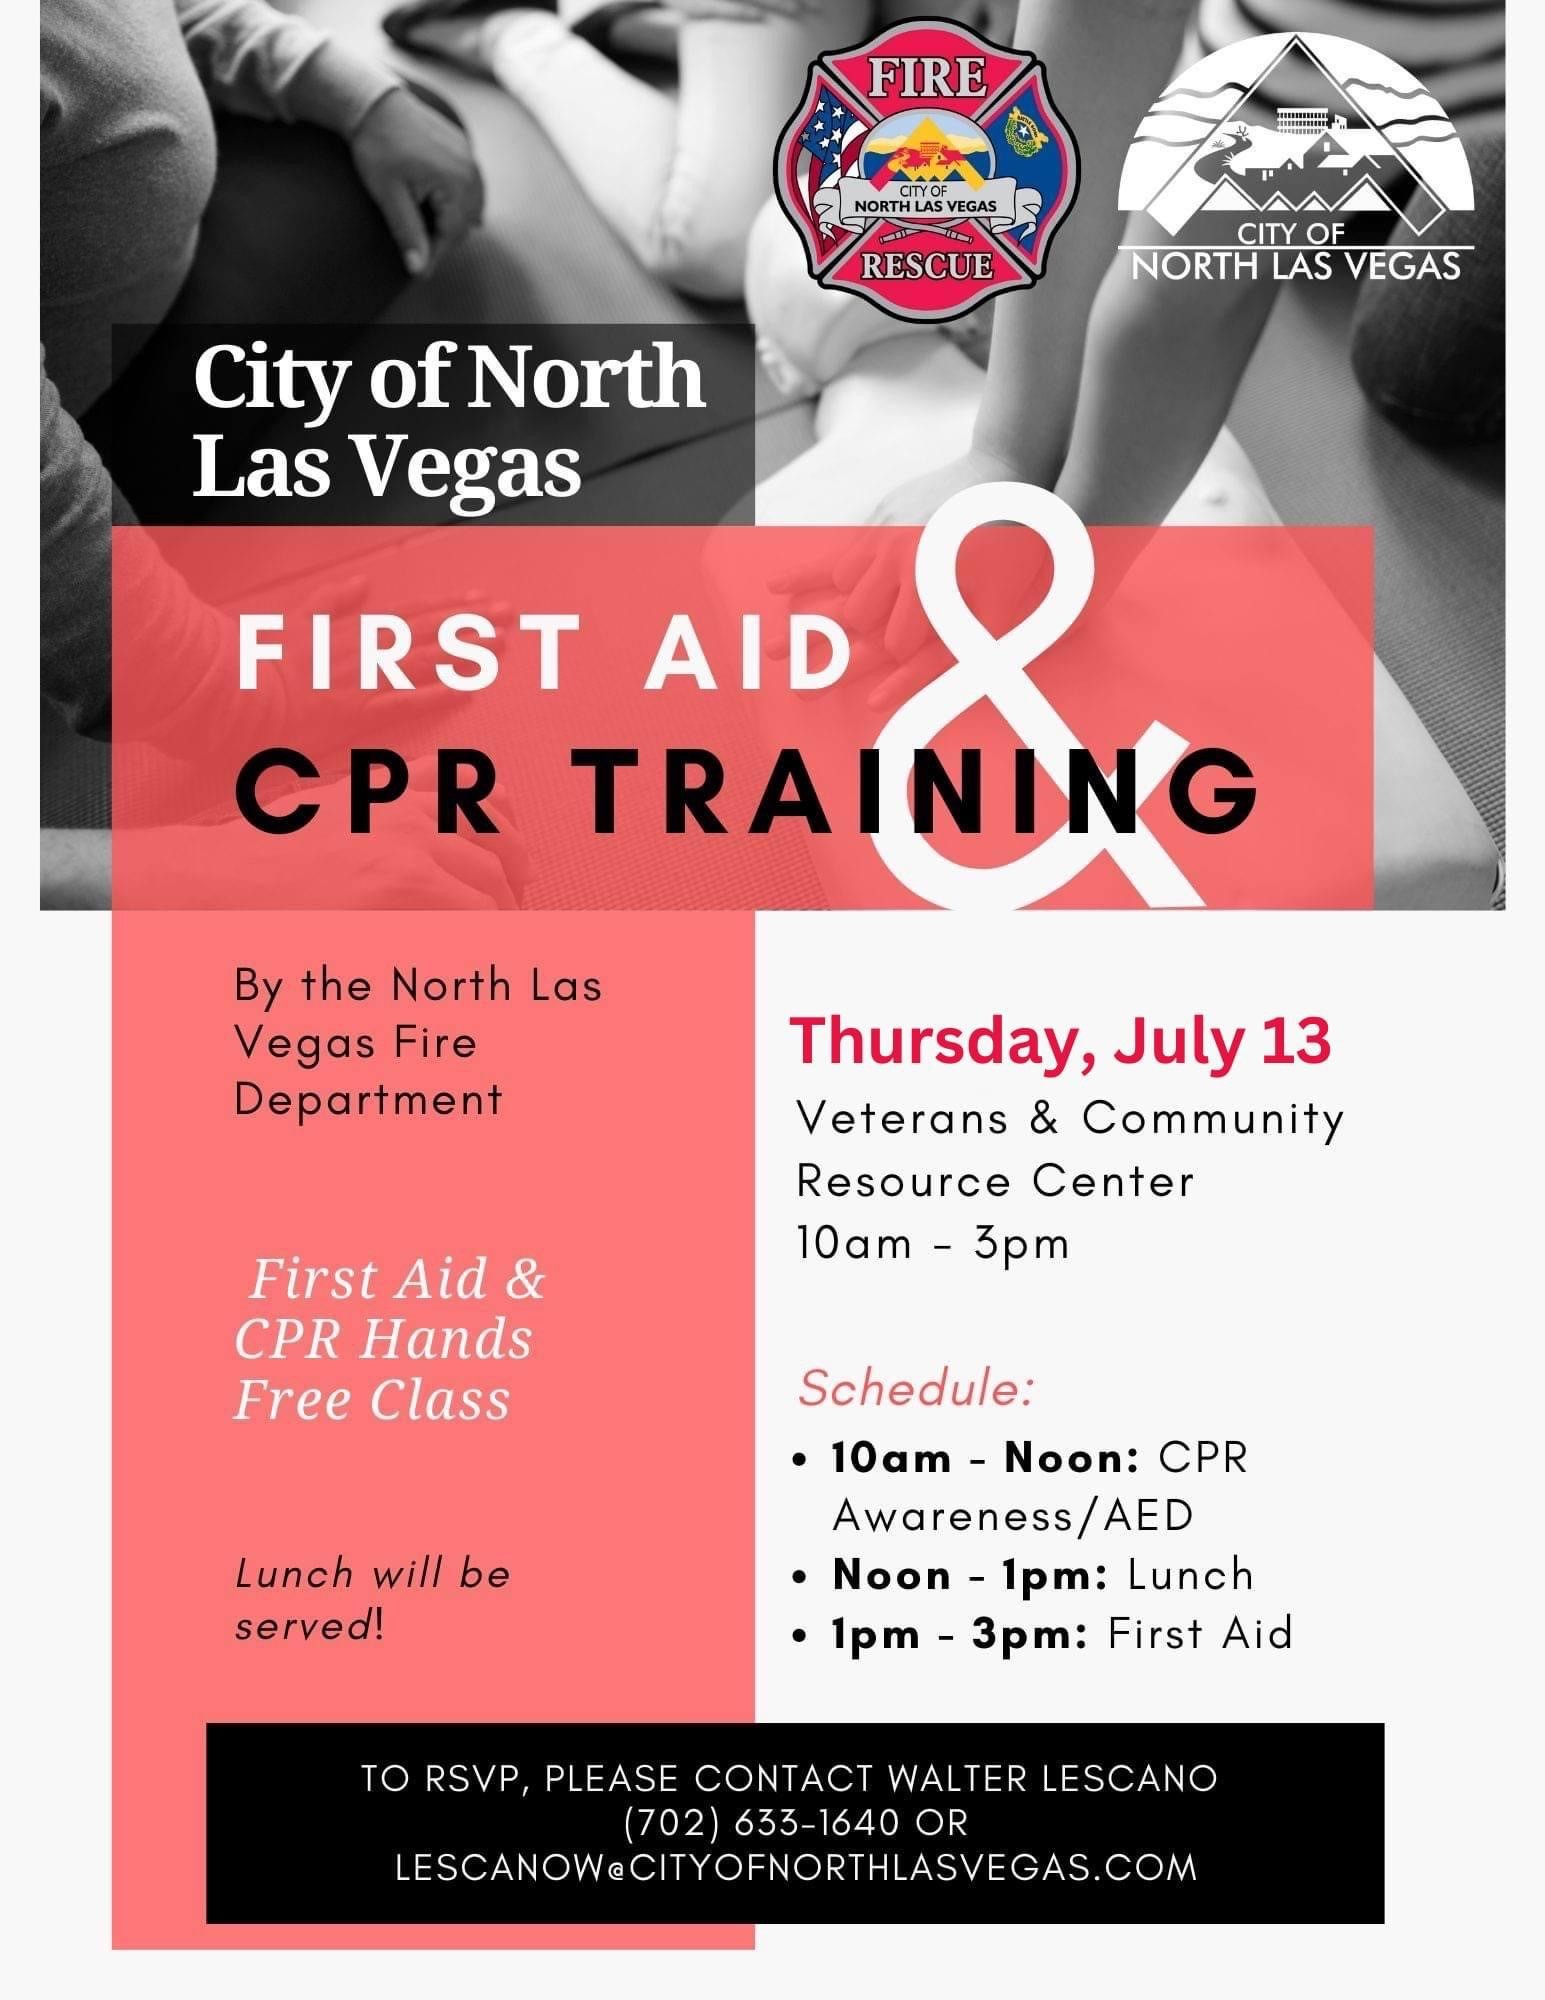 FIRE
CITY OF
NORTH LAS VEGAS
RESCUE
CITY OF
NORTH LAS VEGAS
City of North
Las Vegas
FIRST AID &
CPR TRAINING
By the North Las
Vegas Fire
Department
First Aid &
CPR Hands
Free Class
Lunch will be
served!
Thursday, July 13
Veterans & Community
Resource Center
10am - 3pm
Schedule:
• 10am - Noon: CPR
Awareness/AED
• Noon - 1pm: Lunch
• 1pm - 3pm: First Aid
TO RSVP, PLEASE CONTACT WALTER LESCANO
(702) 633-1640 OR
LESCANOW@CITYOFNORTHLASVEGAS.COM